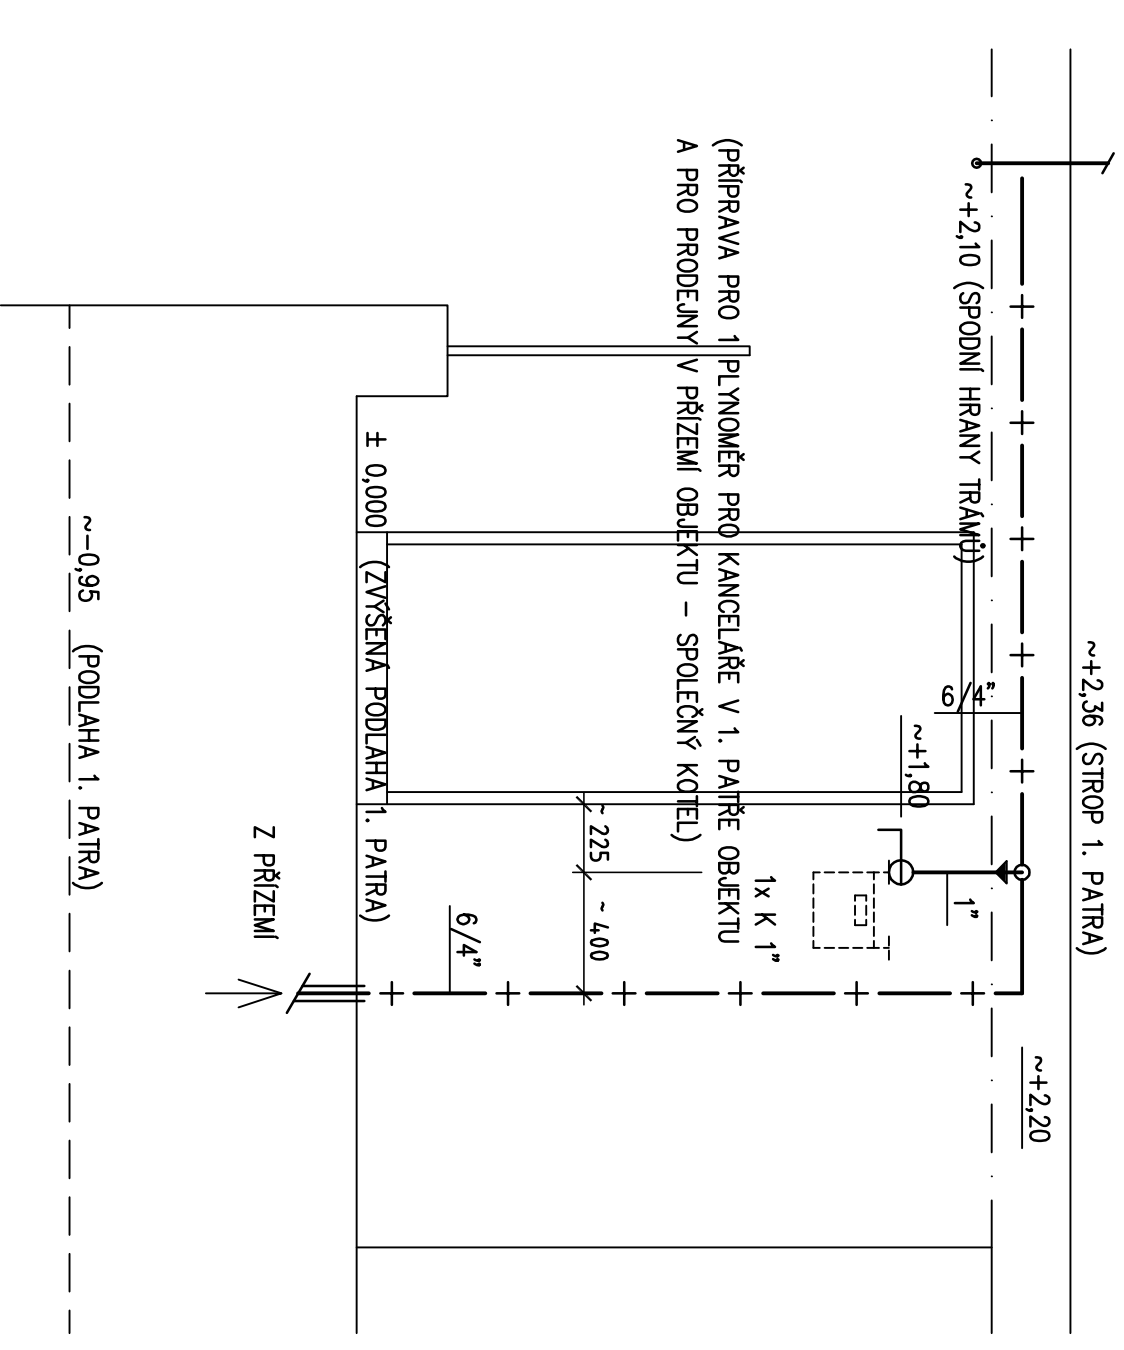 ~+2,36 (STROP 1. PATRA)
~+2,20
~+2,10 (SPODNÍ HRANY TRÁMŮ)
6/4"
1"
~+1,80
1x K 1"
(PŘÍPRAVA PRO 1 PLYNOMĚR PRO KANCELÁŘE V 1. PATŘE OBJEKTU
A PRO PRODEJNY V PŘÍZEMÍ OBJEKTU - SPOLEČNÝ KOTEL)
~ 225
~ 400
6/4"
± 0,000 (ZVÝŠENÁ PODLAHA 1. PATRA)
Z PŘÍZEMÍ
~-0,95 (PODLAHA 1. PATRA)